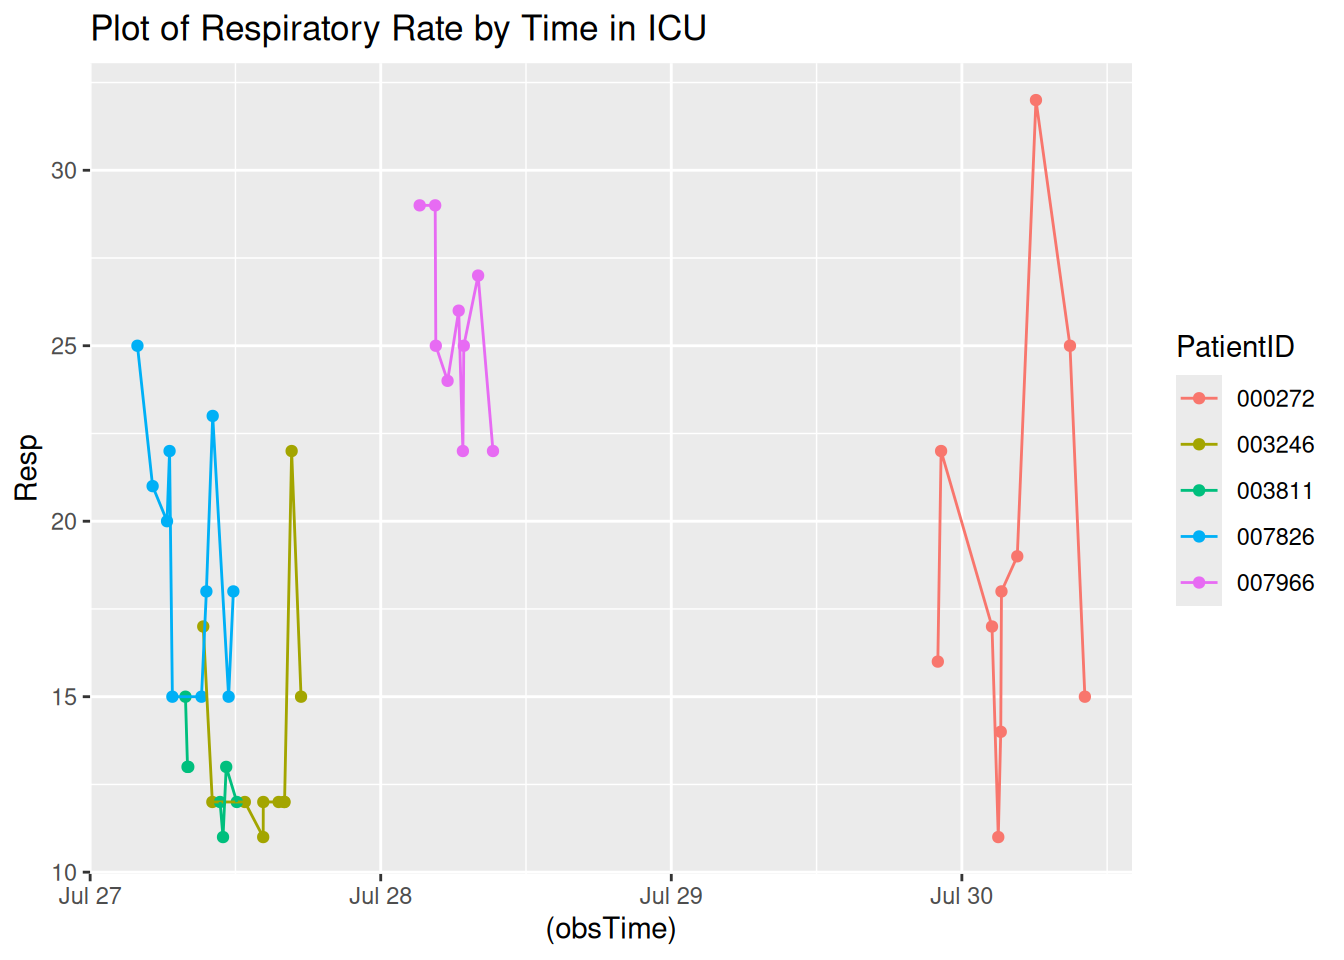 Plot of Respiratory Rate by Time in ICU
Resp
30
25
20
15
10
Jul 27 Jul 28 Jul 29 Jul 30
(obsTime)
PatientID
000272
003246
003811
007826
007966